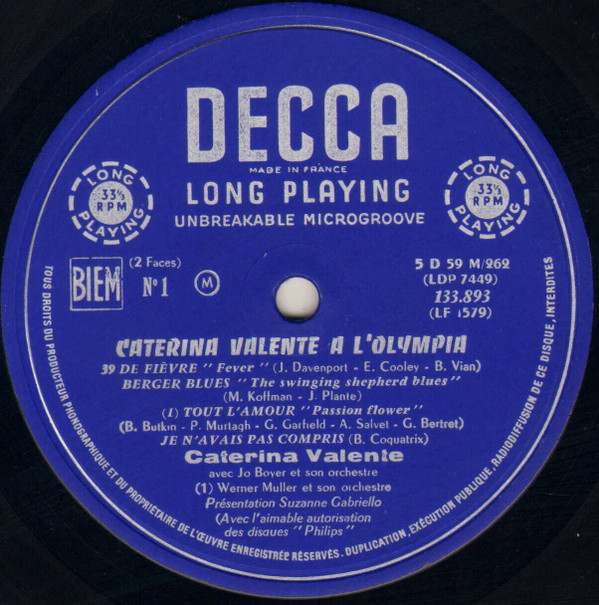 DECCA
MADE IN FRANCE
LONG PLAYING
UNBREAKABLE MICROGROOVE
LONG
33⅓
RPM
PLAYING
LONG
33⅓
RPM
PLAYING
BIEM
(2 Faces)
N° 1
M
5 D 59 M/262
(LDP 7449)
133.893
(LF 1579)
CATERINA VALENTE A L'OLYMPIA
39 DE FIÈVRE "Fever" (J. Davenport - E. Cooley - B. Vian)
BERGER BLUES "The swinging shepherd blues"
(M. Koffman - J. Plante)
(1) TOUT L'AMOUR "Passion flower"
(B. Butkin - P. Murtagh - G. Garfield - A. Salvet - G. Bertret)
JE N'AVAIS PAS COMPRIS (B. Coquatrix)
Caterina Valente
avec Jo Boyer et son orchestre
(1) Werner Muller et son orchestre
Présentation Suzanne Gabriello
(Avec l'aimable autorisation
des disques "Philips")
TOUS DROITS DU PRODUCTEUR PHONOGRAPHIQUE ET DU PROPRIETAIRE DE L'ŒUVRE ENREGISTRÉE RÉSERVÉS. DUPLICATION, EXÉCUTION PUBLIQUE, RADIODIFFUSION DE CE DISQUE, INTERDITES